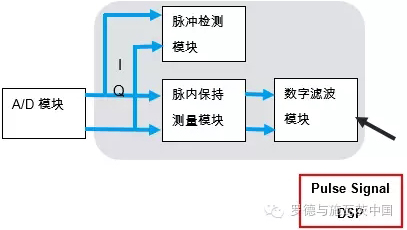 脉冲检测
模块
I
Q
A/D 模块
脉内保持
测量模块
数字滤波
模块
Pulse Signal
DSP
罗德与施瓦茨中国